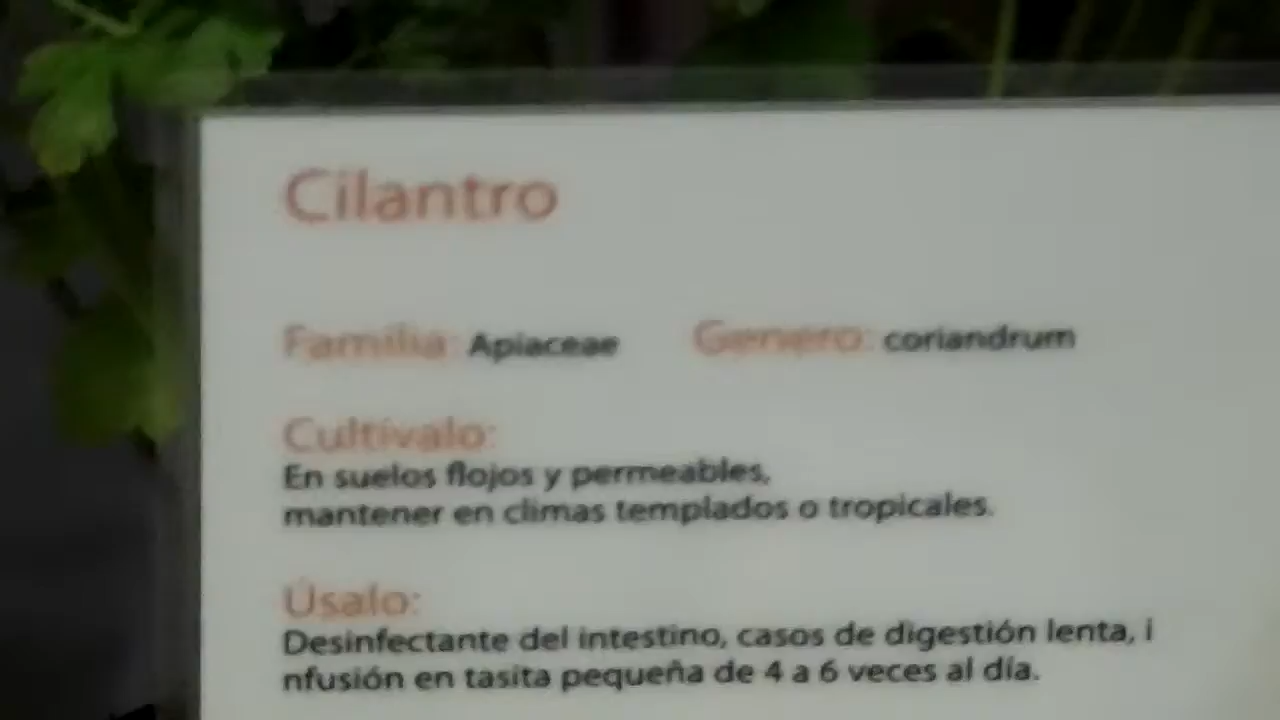 Cilantro
Familia: Apiaceae Genero: coriandrum
Cultívalo:
En suelos flojos y permeables,
mantener en climas templados o tropicales.
Úsalo:
Desinfectante del intestino, casos de digestión lenta, i
nfusión en tasita pequeña de 4 a 6 veces al día.